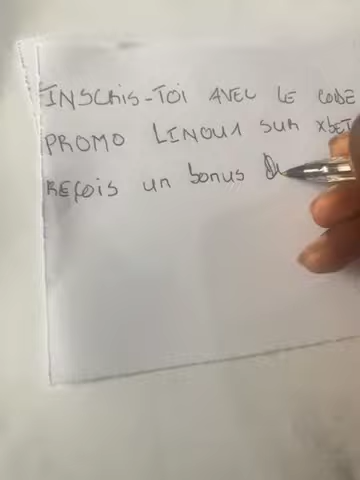 INSCRIS-TOI AVEC LE CODE
PROMO LINOU1 SUR XBET
REÇOIS un bonus